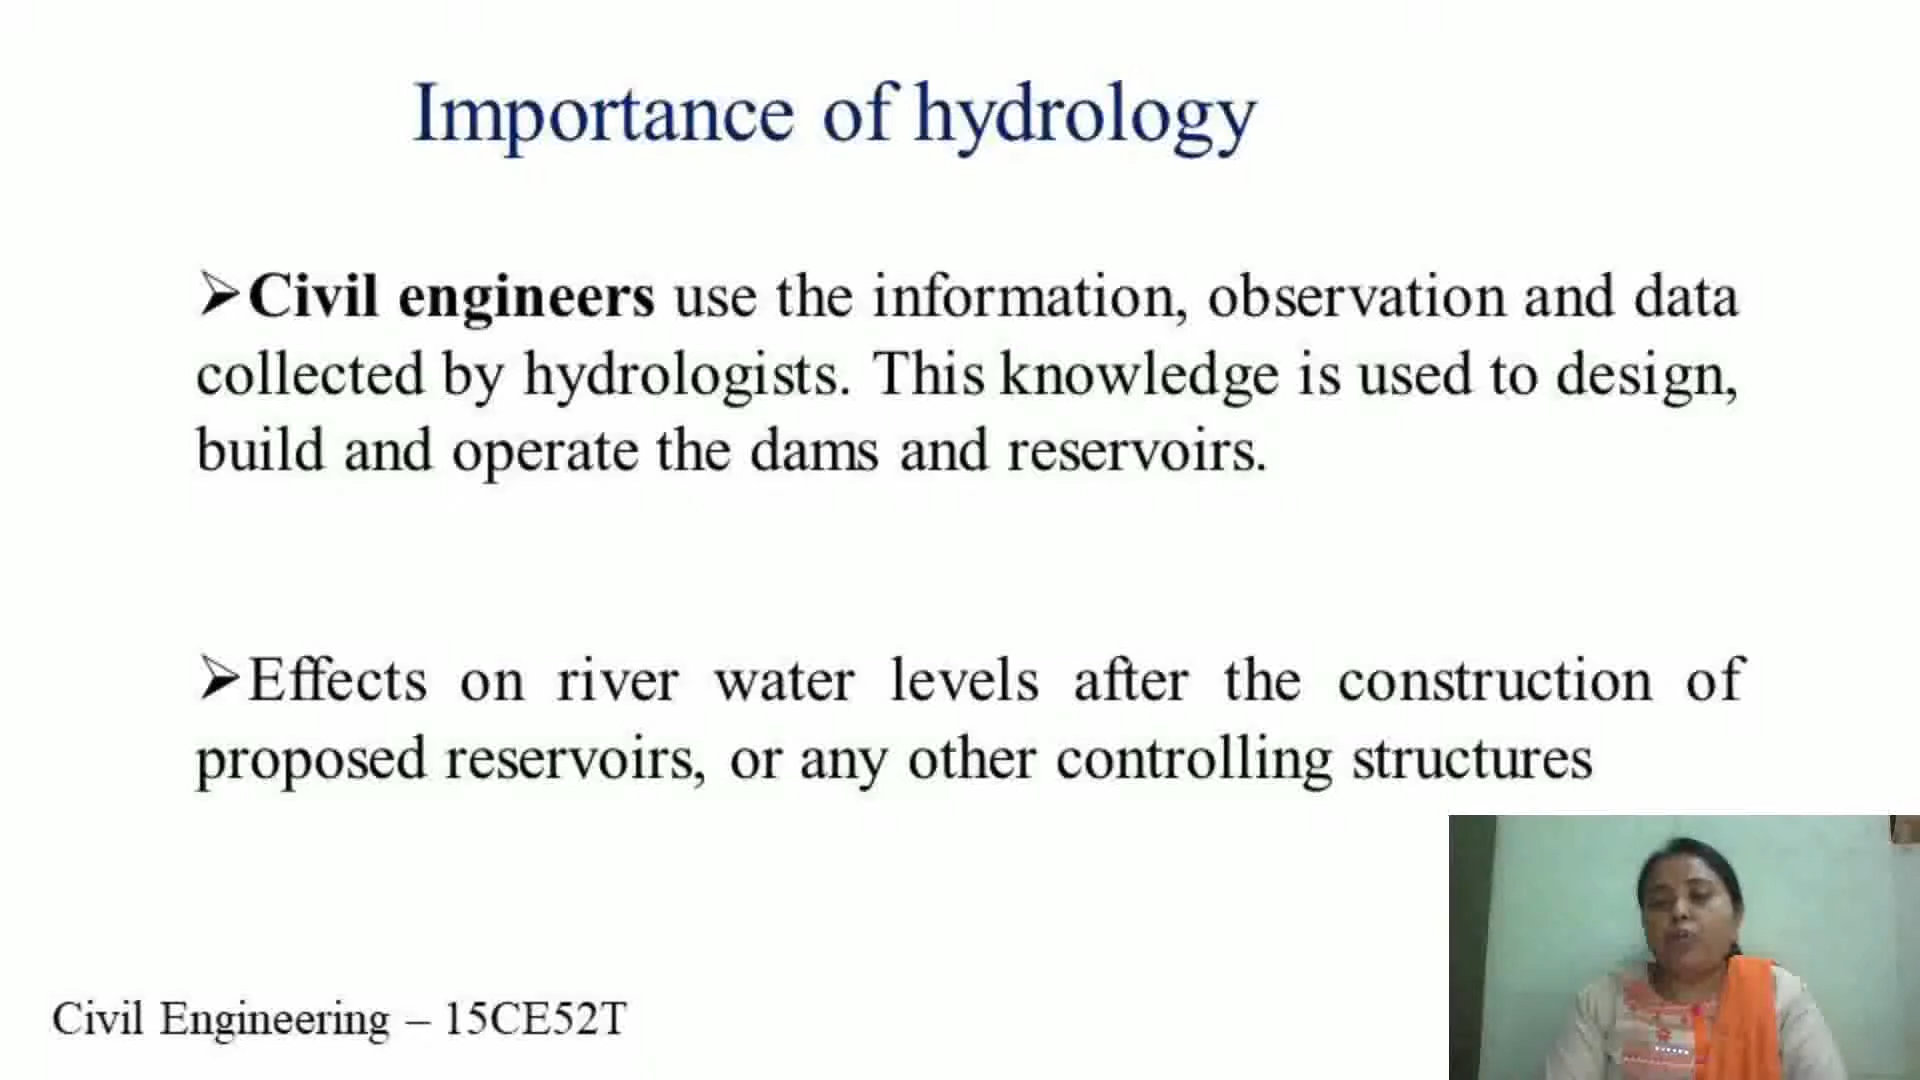 Importance of hydrology
➢Civil engineers use the information, observation and data
collected by hydrologists. This knowledge is used to design,
build and operate the dams and reservoirs.
➢Effects on river water levels after the construction of
proposed reservoirs, or any other controlling structures
Civil Engineering – 15CE52T